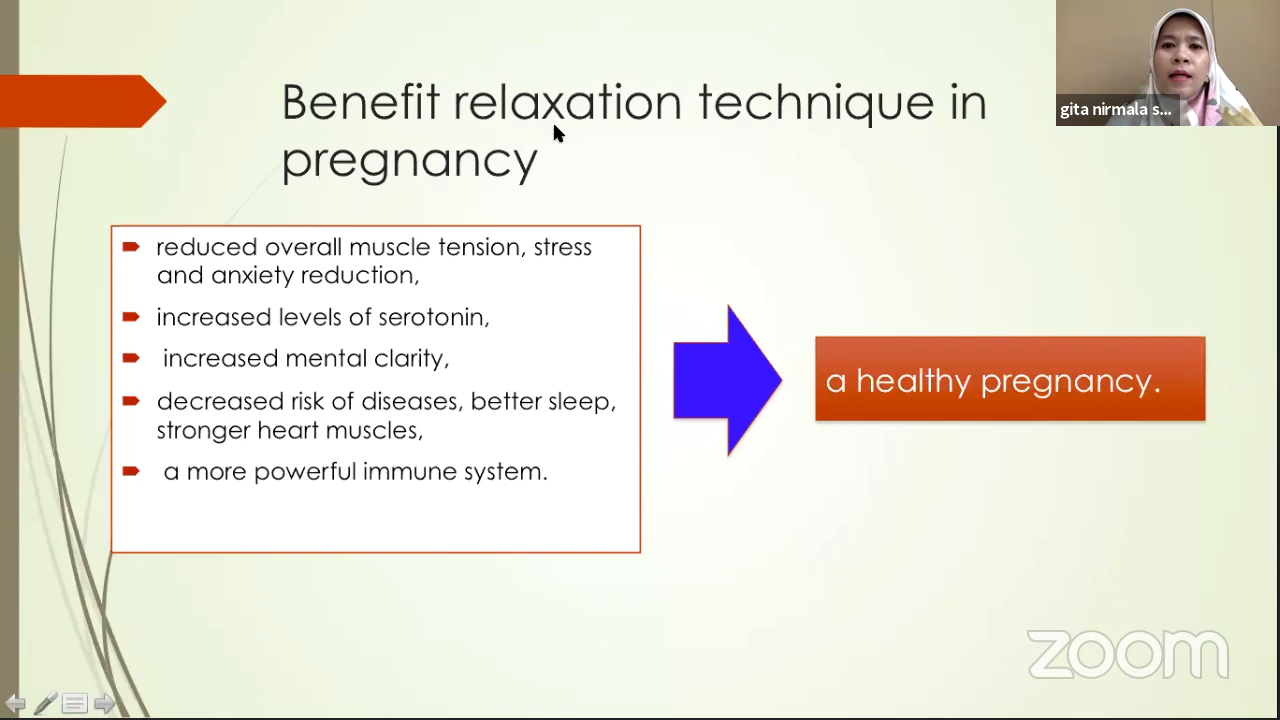 Benefit relaxation technique in
pregnancy
gita nirmala s...
reduced overall muscle tension, stress
and anxiety reduction,
increased levels of serotonin,
increased mental clarity,
decreased risk of diseases, better sleep,
stronger heart muscles,
a more powerful immune system.
a healthy pregnancy.
zoom